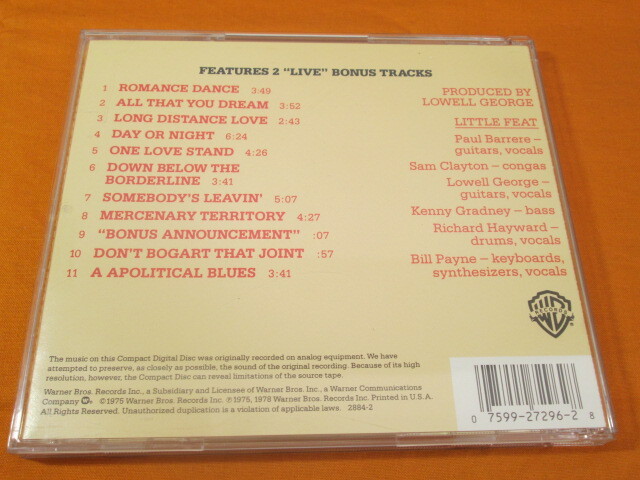 FEATURES 2 "LIVE" BONUS TRACKS
1 ROMANCE DANCE 3:49
2 ALL THAT YOU DREAM 3:52
3 LONG DISTANCE LOVE 2:43
4 DAY OR NIGHT 6:24
5 ONE LOVE STAND 4:26
6 DOWN BELOW THE
BORDERLINE 3:41
7 SOMEBODY'S LEAVIN' 5:07
8 MERCENARY TERRITORY 4:27
9 "BONUS ANNOUNCEMENT" :07
10 DON'T BOGART THAT JOINT :57
11 A APOLITICAL BLUES 3:41
PRODUCED BY
LOWELL GEORGE
LITTLE FEAT
Paul Barrere –
guitars, vocals
Sam Clayton – congas
Lowell George –
guitars, vocals
Kenny Gradney – bass
Richard Hayward –
drums, vocals
Bill Payne – keyboards,
synthesizers, vocals
WB
RECORDS
The music on this Compact Digital Disc was originally recorded on analog equipment. We have
attempted to preserve, as closely as possible, the sound of the original recording. Because of its high
resolution, however, the Compact Disc can reveal limitations of the source tape.
Warner Bros. Records Inc., a Subsidiary and Licensee of Warner Bros. Inc., a Warner Communications
Company ©1975 Warner Bros. Records Inc. ℗1975, 1978 Warner Bros. Records Inc. Printed in U.S.A.
All Rights Reserved. Unauthorized duplication is a violation of applicable laws. 2884-2
0 7599-27296-2 8